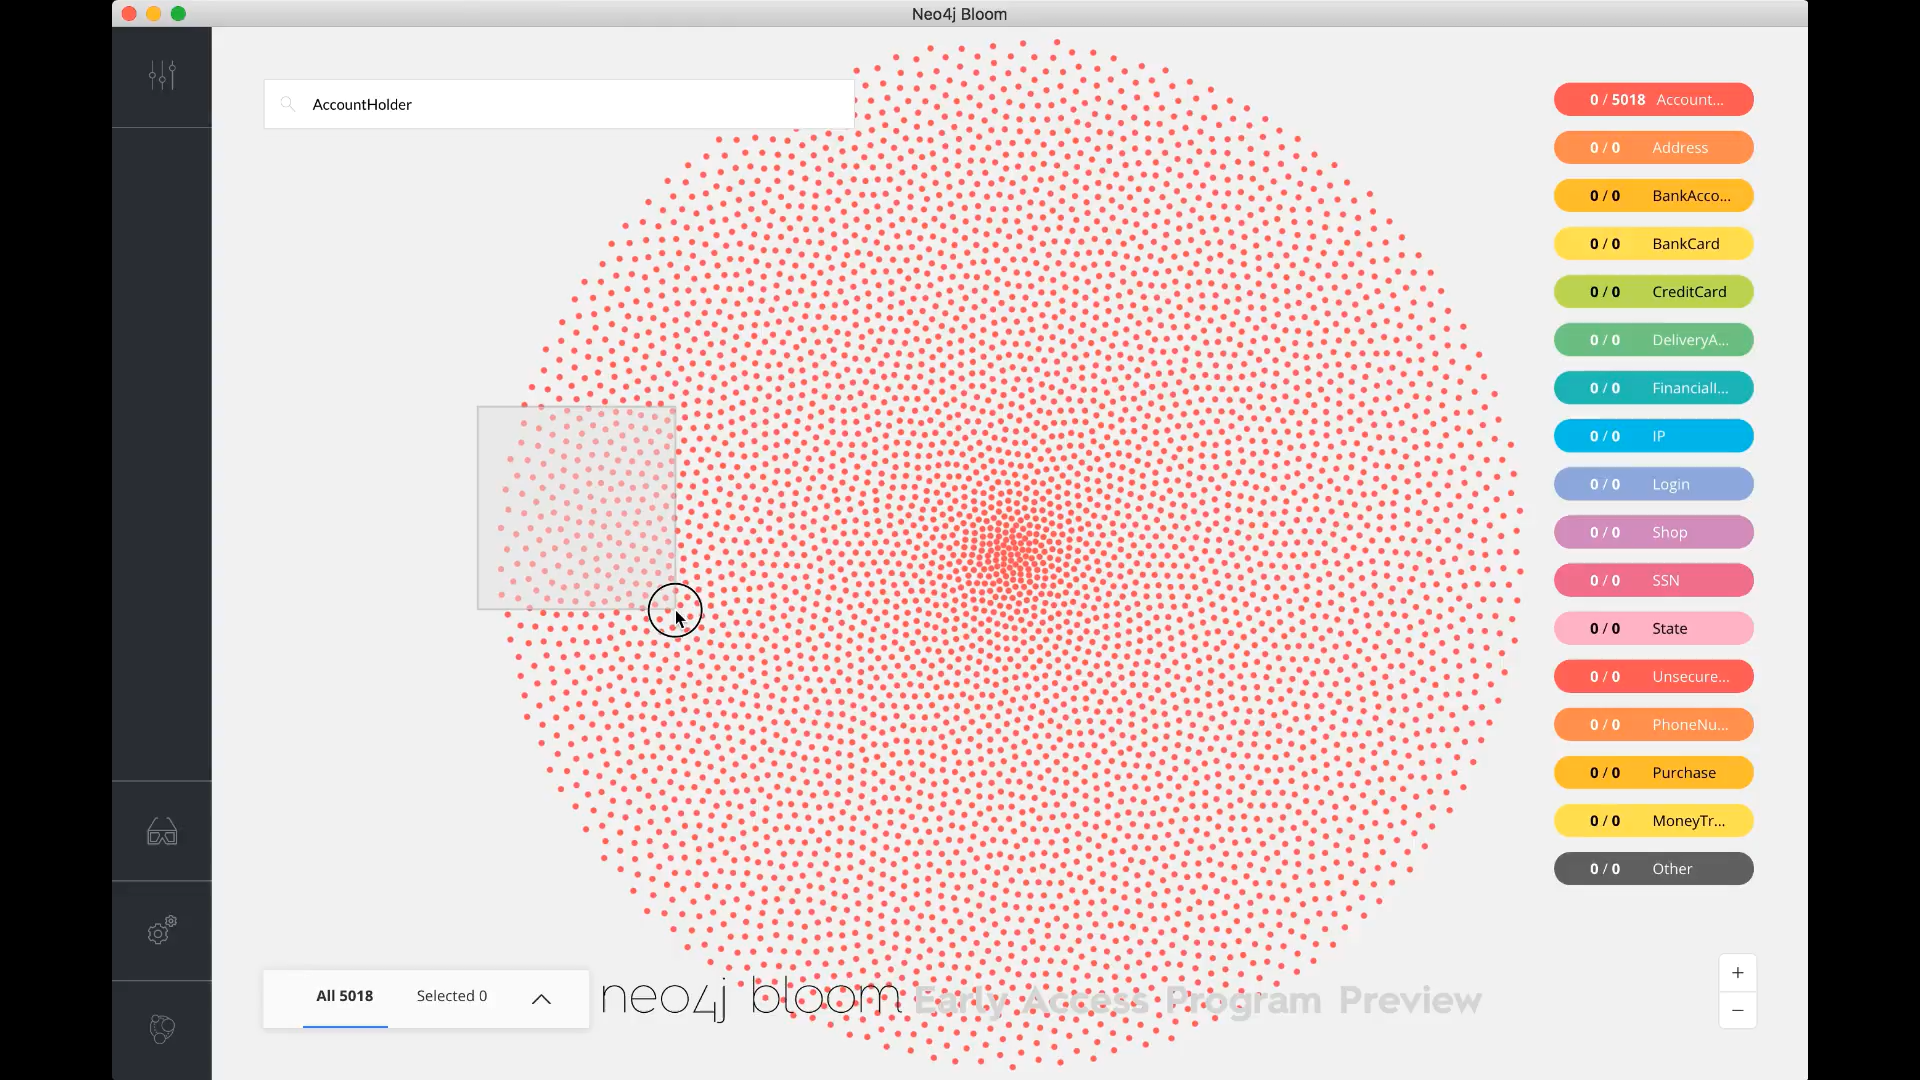 Neo4j Bloom
AccountHolder
0 / 5018 Account...
0 / 0 Address
0 / 0 BankAcco...
0 / 0 BankCard
0 / 0 CreditCard
0 / 0 DeliveryA...
0 / 0 FinancialI...
0 / 0 IP
0 / 0 Login
0 / 0 Shop
0 / 0 SSN
0 / 0 State
0 / 0 Unsecure...
0 / 0 PhoneNu...
0 / 0 Purchase
0 / 0 MoneyTr...
0 / 0 Other
All 5018 Selected 0
neo4j bloom Early Access Program Preview